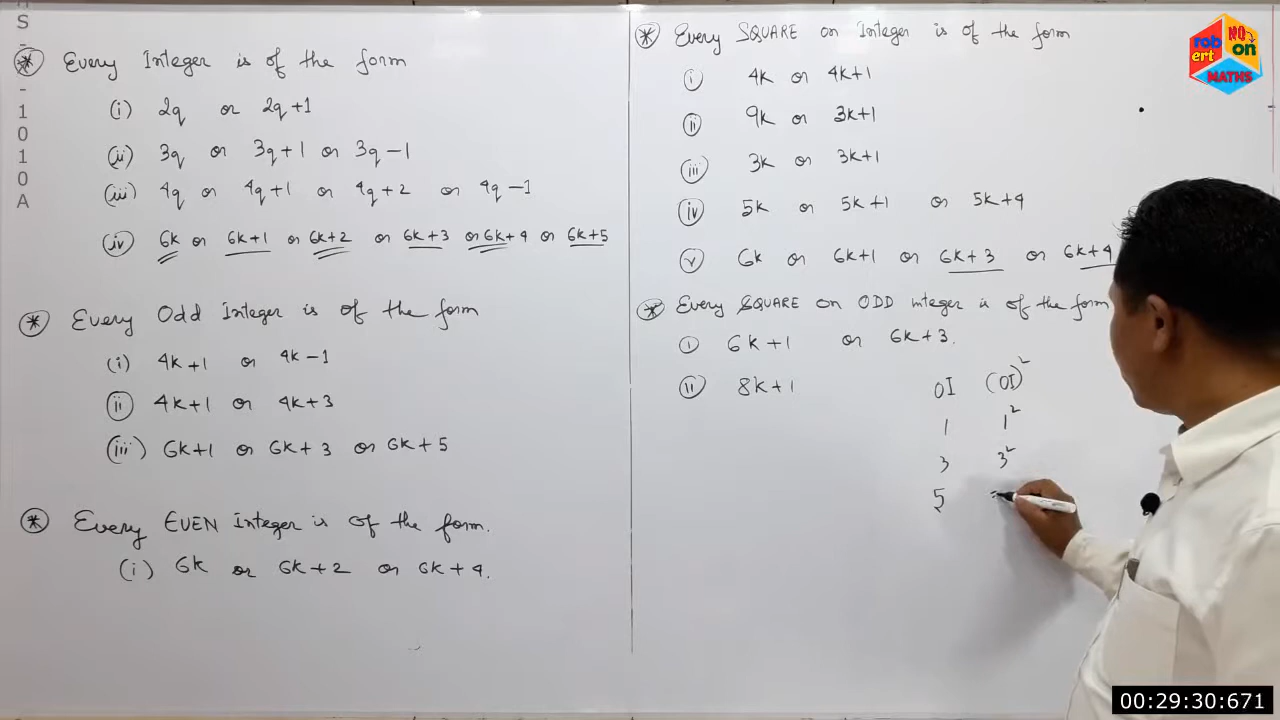 S
-
-
1
0
1
0
A
* Every Integer is of the form
(i) 2q or 2q+1
(ii) 3q or 3q+1 or 3q-1
(iii) 4q or 4q+1 or 4q+2 or 4q-1
(iv) 6k or 6k+1 or 6k+2 or 6k+3 or 6k+4 or 6k+5
* Every Odd Integer is of the form
(i) 4k+1 or 4k-1
(ii) 4k+1 or 4k+3
(iii) 6k+1 or 6k+3 or 6k+5
* Every EVEN Integer is of the form.
(i) 6k or 6k+2 or 6k+4.
* Every SQUARE on Integer is of the form
(i) 4k or 4k+1
(ii) 9k or 3k+1
(iii) 3k or 3k+1
(iv) 5k or 5k+1 or 5k+4
(v) 6k or 6k+1 or 6k+3 or 6k+4
* Every SQUARE on ODD integer is of the form
(i) 6k+1 or 6k+3.
(ii) 8k+1
OI (OI)²
1 1²
3 3²
5
robert NO on MATHS
00:29:30:671